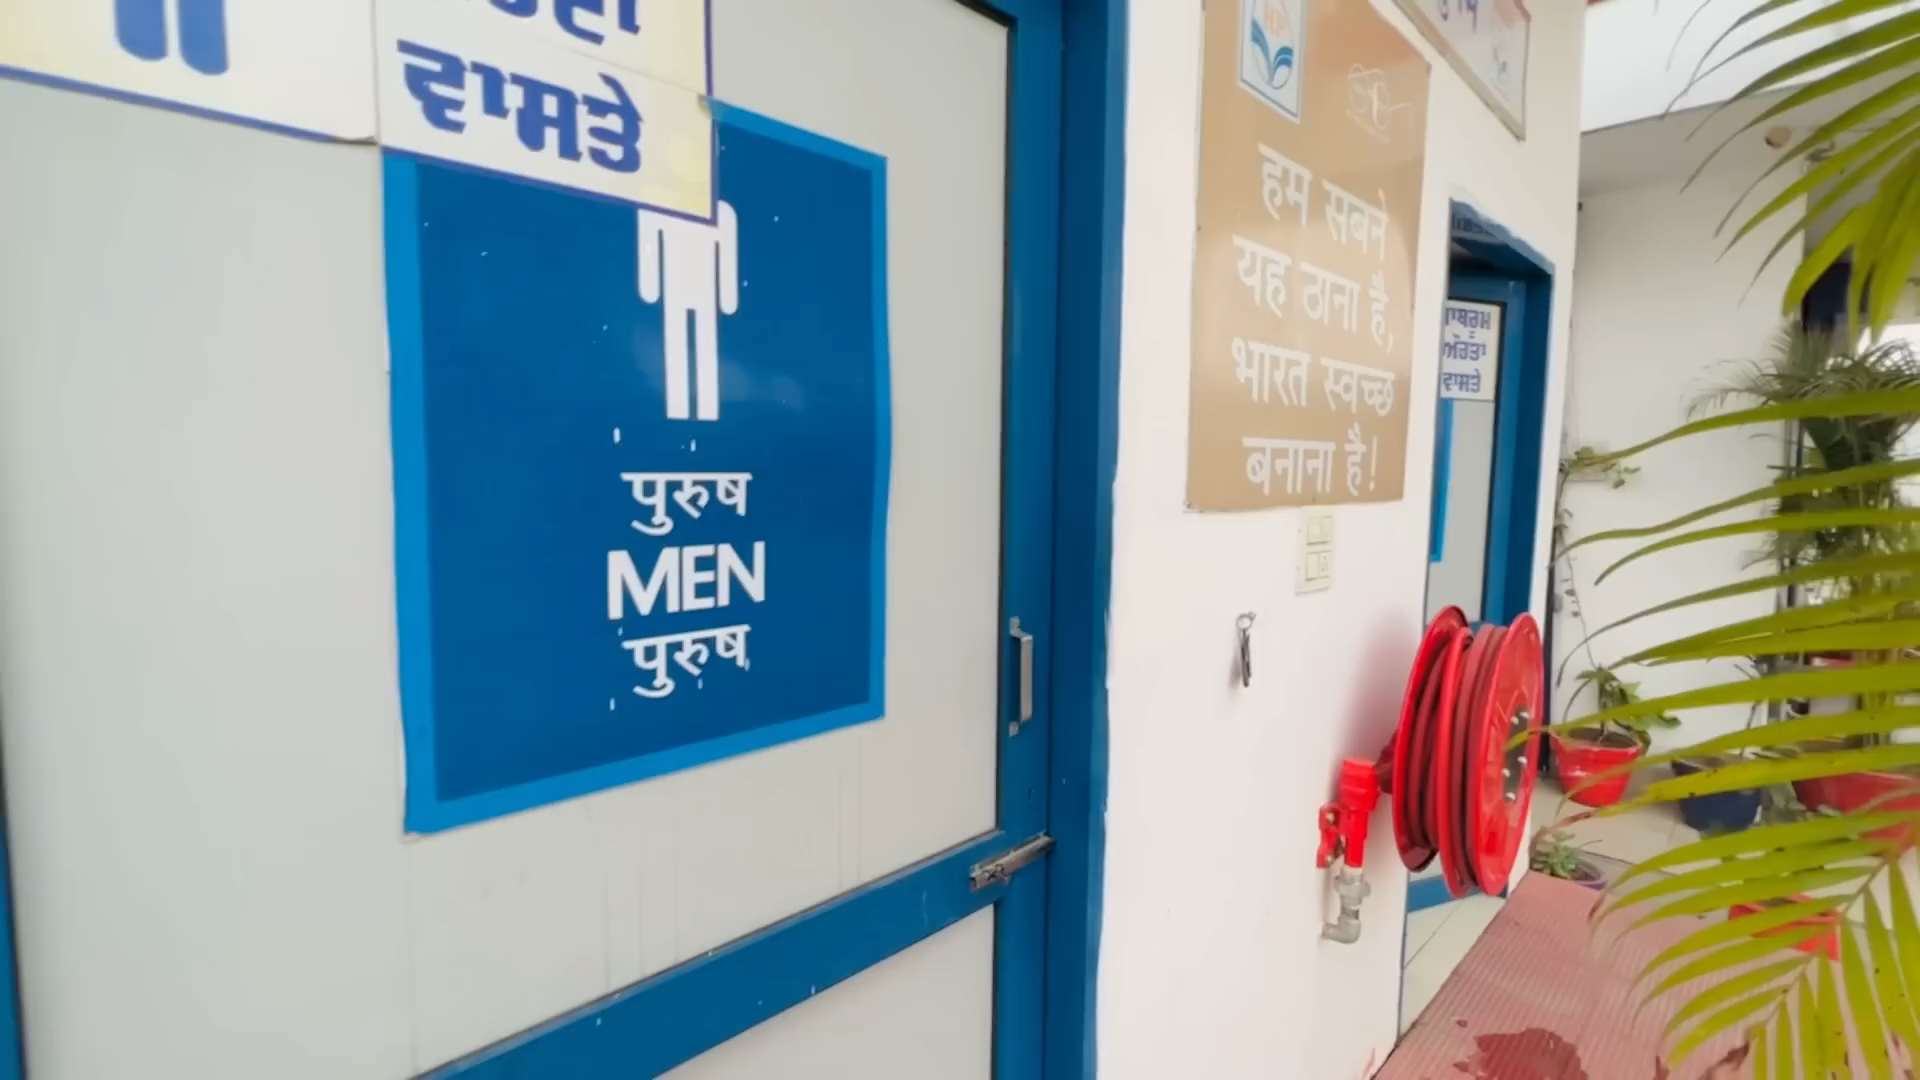 ਵਾਸਤੇ
पुरुष
MEN
पुरुष
हम सबने
यह ठाना है,
भारत स्वच्छ
बनाना है!
ਔਰਤਾਂ
ਵਾਸਤੇ